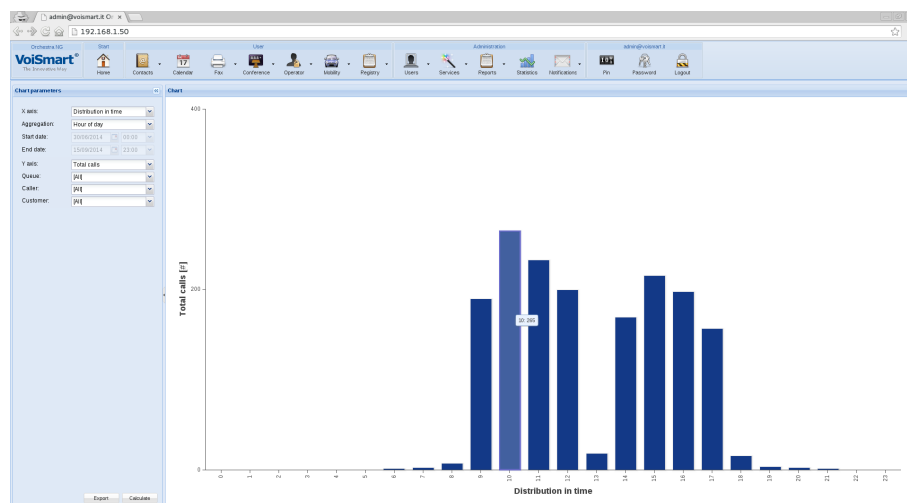 admin@voismart.it Or ×
192.168.1.50
Orchestra NG
Start
User
Administration
admin@voismart.it
VoiSmart®
The Innovative Way
Home
Contacts
17
Calendar
Fax
Conference
Operator
Mobility
Registry
Users
Services
Reports
Statistics
Notifications
Pin
Password
Logout
Chart parameters
X axis: Distribution in time
Aggregation: Hour of day
Start date: 30/06/2014 00:00
End date: 15/09/2014 23:00
Y axis: Total calls
Queue: [All]
Caller: [All]
Customer: [All]
Export
Calculate
Chart
400
200
0
Total calls [#]
10: 265
0 1 2 3 4 5 6 7 8 9 10 11 12 13 14 15 16 17 18 19 20 21 22 23
Distribution in time